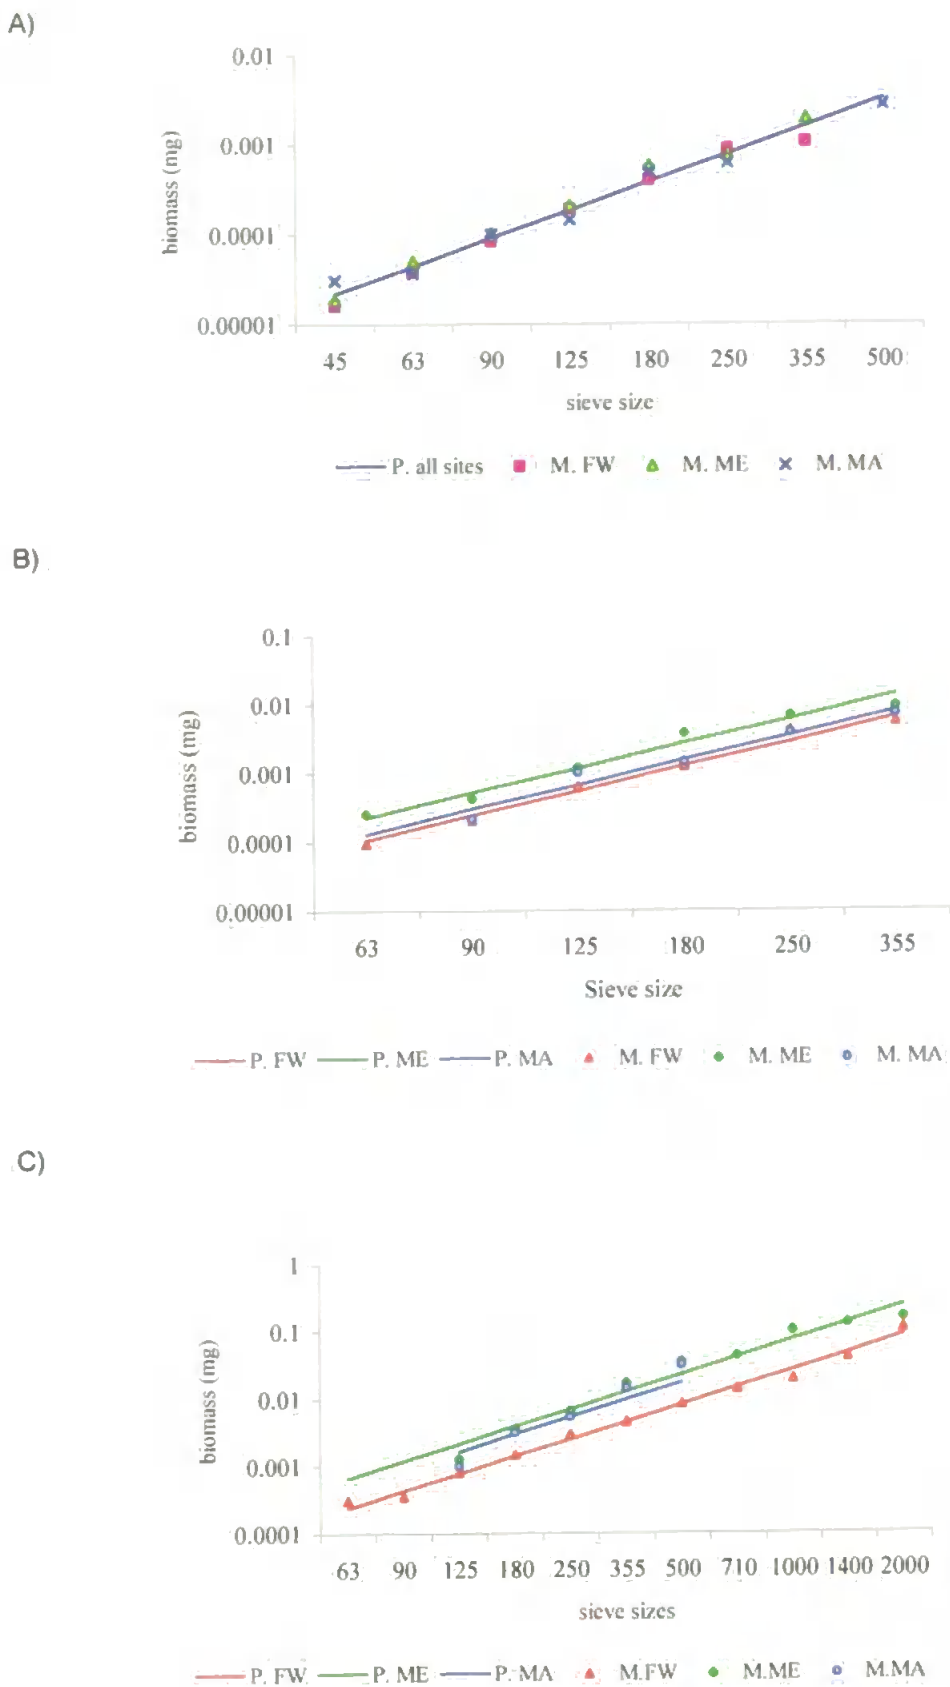 A)
0.01
0.001
0.0001
0.00001
biomass (mg)
45 63 90 125 180 250 355 500
sieve size
P. all sites M. FW M. ME M. MA
B)
0.1
0.01
0.001
0.0001
0.00001
biomass (mg)
63 90 125 180 250 355
Sieve size
P. FW P. ME P. MA M. FW M. ME M. MA
C)
1
0.1
0.01
0.001
0.0001
biomass (mg)
63 90 125 180 250 355 500 710 1000 1400 2000
sieve sizes
P. FW P. ME P. MA M.FW M.ME M.MA